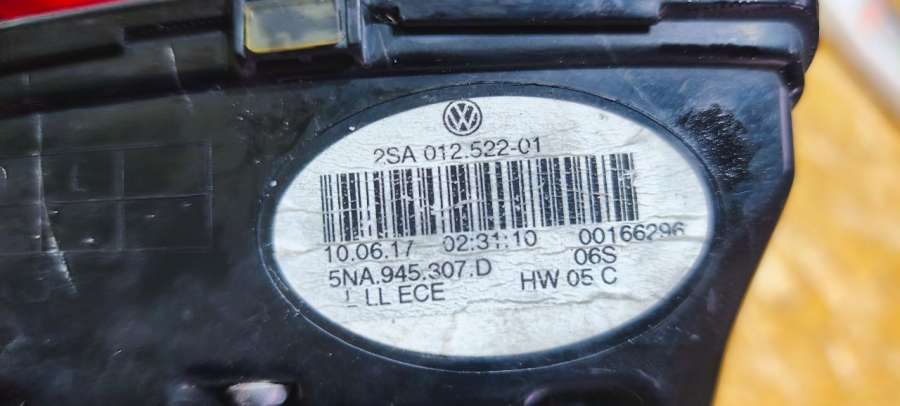 VW
2SA 012.522-01
10.06.17 02:31:10 00166296
5NA.945.307.D 06S
LL ECE HW 05 C